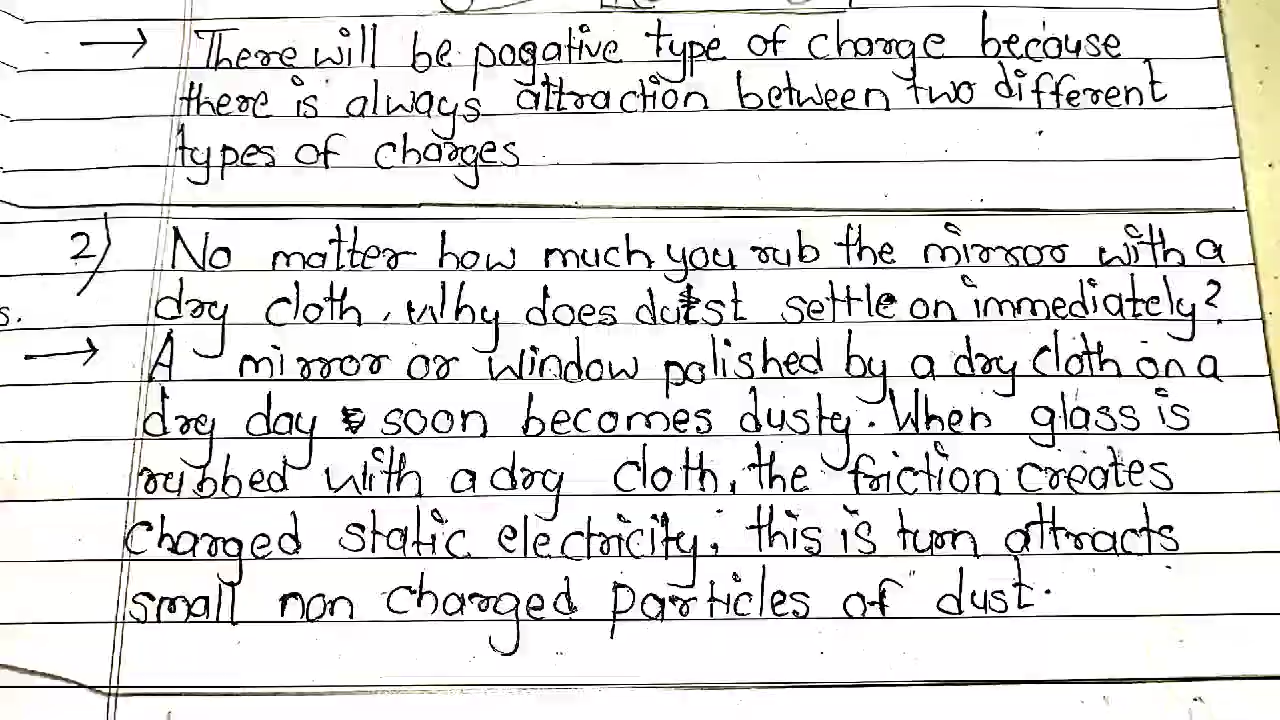 → There will be pogative type of charge because
there is always attraction between two different
types of charges
2) No matter how much you rub the mirror with a
dry cloth, Why does dust settle on immediately?
s.
→ A mirror or window polished by a dry cloth on a
dry day soon becomes dusty. When glass is
rubbed with a dry cloth, the friction creates
charged static electricity, this is turn attracts
small non charged particles of dust.